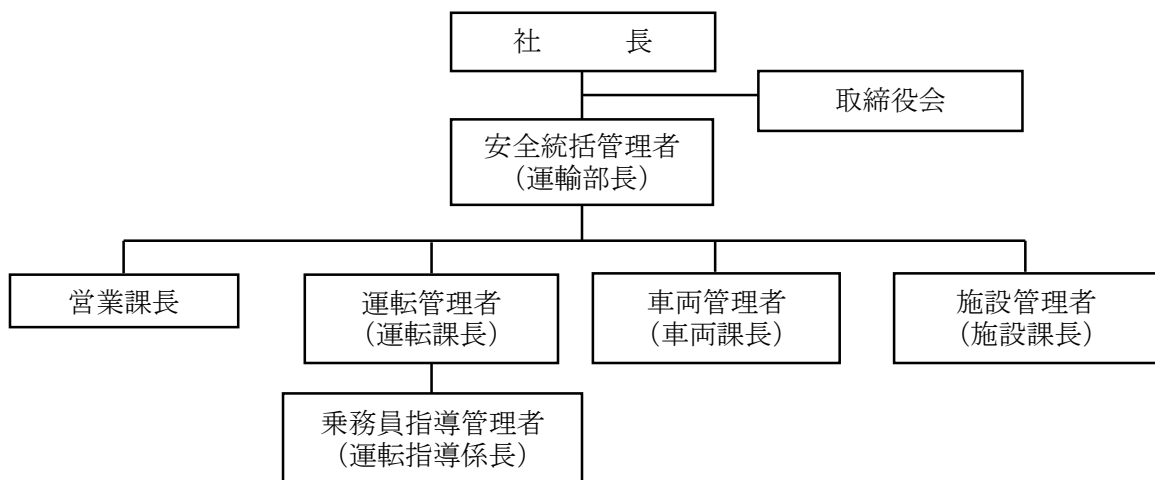 社　　　長
取締役会
安全統括管理者
（運輸部長）
営業課長
運転管理者
（運転課長）
車両管理者
（車両課長）
施設管理者
（施設課長）
乗務員指導管理者
（運転指導係長）